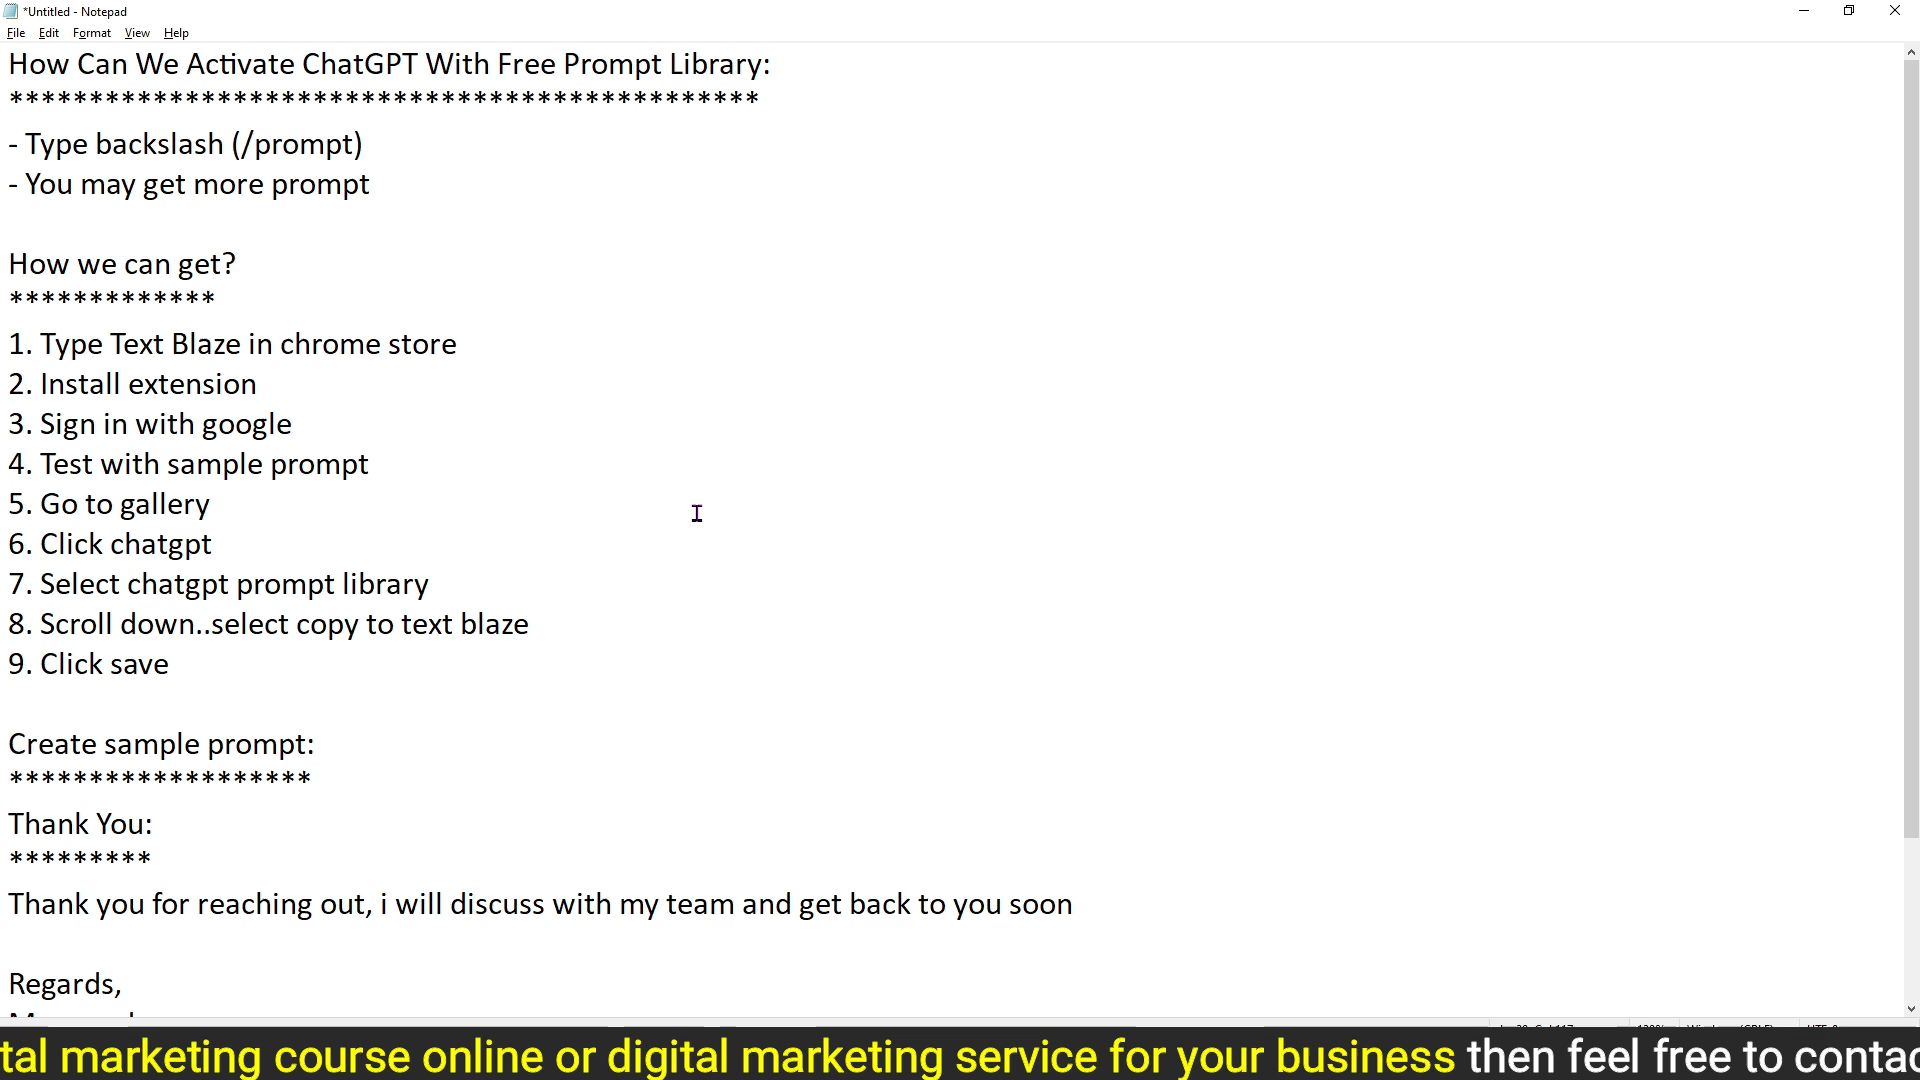 *Untitled - Notepad
File Edit Format View Help
How Can We Activate ChatGPT With Free Prompt Library:
***********************************************
- Type backslash (/prompt)
- You may get more prompt
How we can get?
*************
1. Type Text Blaze in chrome store
2. Install extension
3. Sign in with google
4. Test with sample prompt
5. Go to gallery
6. Click chatgpt
7. Select chatgpt prompt library
8. Scroll down..select copy to text blaze
9. Click save
Create sample prompt:
*******************
Thank You:
*********
Thank you for reaching out, i will discuss with my team and get back to you soon
Regards,
tal marketing course online or digital marketing service for your business then feel free to contac